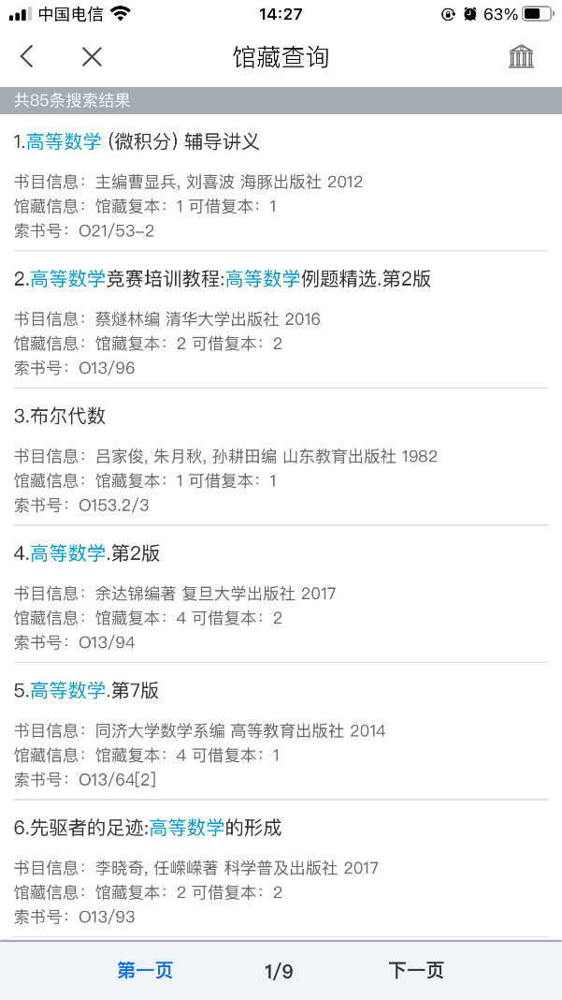 中国电信 14:27 63%
馆藏查询
共85条搜索结果
1.高等数学 (微积分) 辅导讲义
书目信息：主编曹显兵, 刘喜波 海豚出版社 2012
馆藏信息：馆藏复本：1 可借复本：1
索书号：O21/53-2
2.高等数学竞赛培训教程:高等数学例题精选.第2版
书目信息：蔡燧林编 清华大学出版社 2016
馆藏信息：馆藏复本：2 可借复本：2
索书号：O13/96
3.布尔代数
书目信息：吕家俊, 朱月秋, 孙耕田编 山东教育出版社 1982
馆藏信息：馆藏复本：1 可借复本：1
索书号：O153.2/3
4.高等数学.第2版
书目信息：余达锦编著 复旦大学出版社 2017
馆藏信息：馆藏复本：4 可借复本：2
索书号：O13/94
5.高等数学.第7版
书目信息：同济大学数学系编 高等教育出版社 2014
馆藏信息：馆藏复本：4 可借复本：1
索书号：O13/64[2]
6.先驱者的足迹:高等数学的形成
书目信息：李晓奇, 任嵘嵘著 科学普及出版社 2017
馆藏信息：馆藏复本：2 可借复本：2
索书号：O13/93
第一页 1/9 下一页